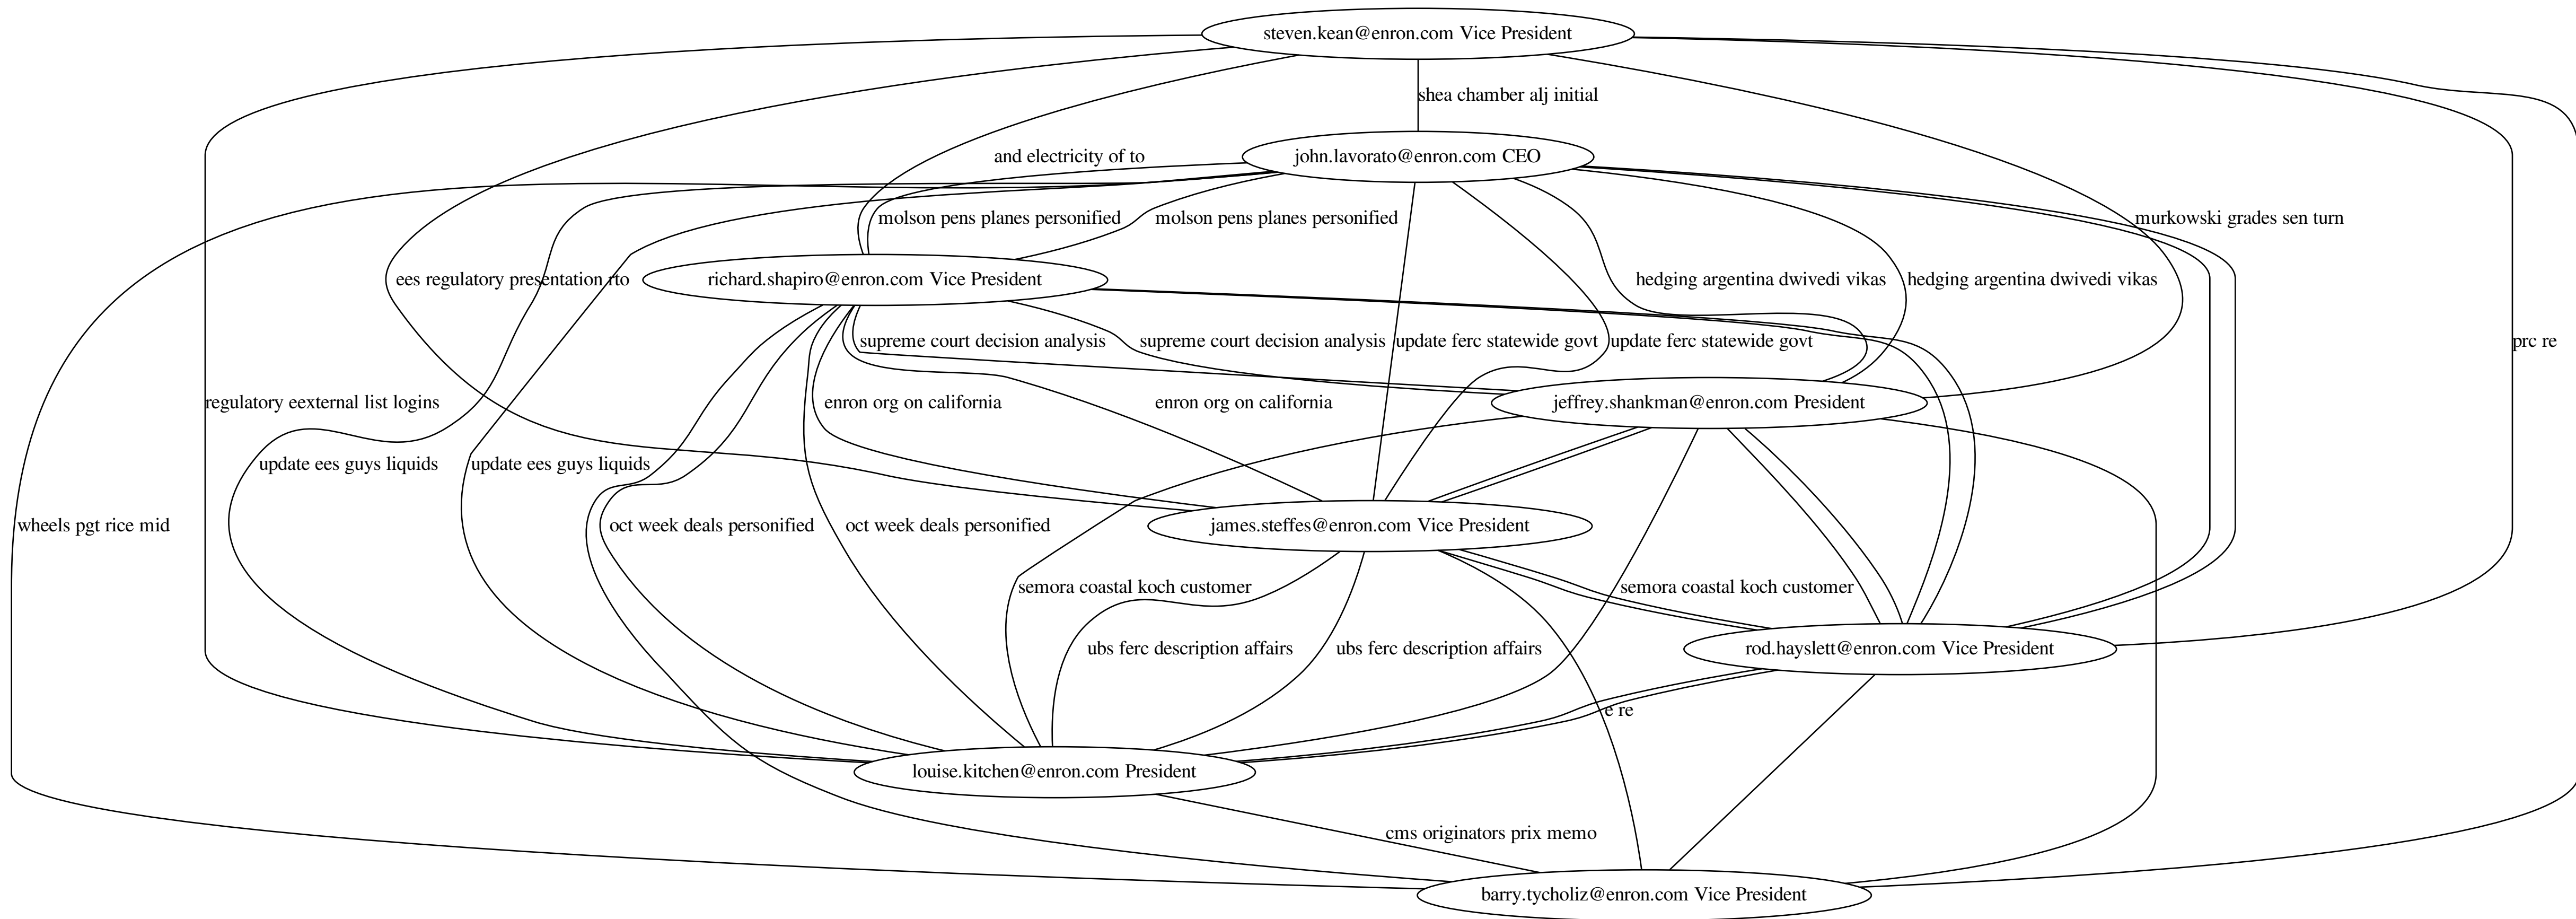 steven.kean@enron.com Vice President
shea chamber alj initial
and electricity of to
john.lavorato@enron.com CEO
molson pens planes personified
molson pens planes personified
murkowski grades sen turn
ees regulatory presentation rto
richard.shapiro@enron.com Vice President
hedging argentina dwivedi vikas
hedging argentina dwivedi vikas
supreme court decision analysis
supreme court decision analysis
update ferc statewide govt
update ferc statewide govt
prc re
regulatory eexternal list logins
enron org on california
enron org on california
jeffrey.shankman@enron.com President
update ees guys liquids
update ees guys liquids
wheels pgt rice mid
oct week deals personified
oct week deals personified
james.steffes@enron.com Vice President
semora coastal koch customer
semora coastal koch customer
ubs ferc description affairs
ubs ferc description affairs
rod.hayslett@enron.com Vice President
e re
louise.kitchen@enron.com President
cms originators prix memo
barry.tycholiz@enron.com Vice President